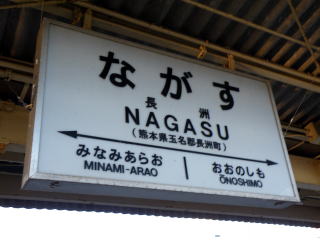 ながす
長洲
NAGASU
(熊本県玉名郡長洲町)
みなみあらお おおのしも
MINAMI-ARAO ŌNOSHIMO